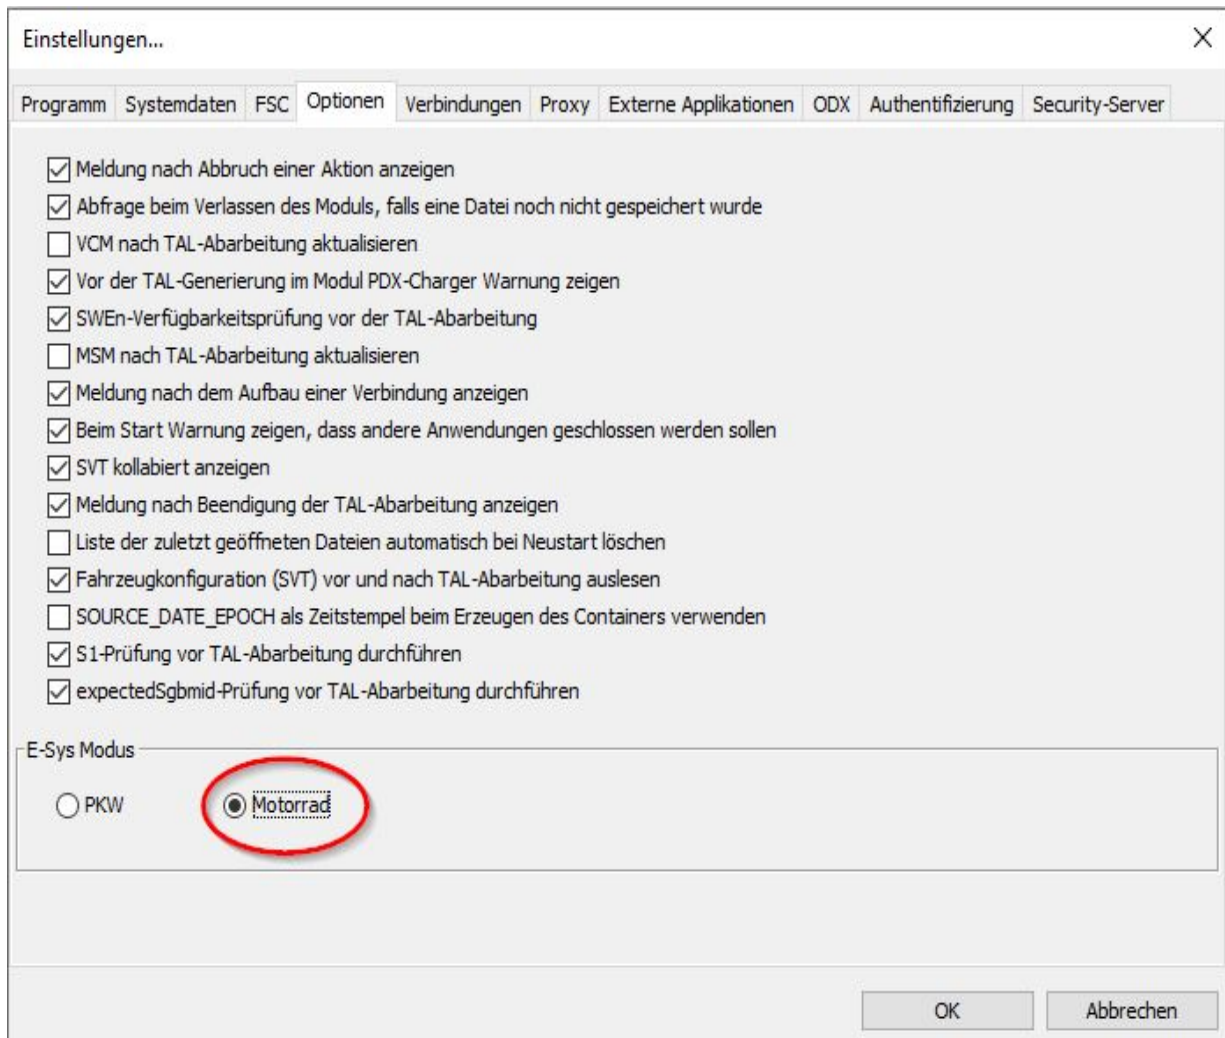 Einstellungen...
Programm Systemdaten FSC Optionen Verbindungen Proxy Externe Applikationen ODX Authentifizierung Security-Server
Meldung nach Abbruch einer Aktion anzeigen
Abfrage beim Verlassen des Moduls, falls eine Datei noch nicht gespeichert wurde
VCM nach TAL-Abarbeitung aktualisieren
Vor der TAL-Generierung im Modul PDX-Charger Warnung zeigen
SWEn-Verfügbarkeitsprüfung vor der TAL-Abarbeitung
MSM nach TAL-Abarbeitung aktualisieren
Meldung nach dem Aufbau einer Verbindung anzeigen
Beim Start Warnung zeigen, dass andere Anwendungen geschlossen werden sollen
SVT kollabiert anzeigen
Meldung nach Beendigung der TAL-Abarbeitung anzeigen
Liste der zuletzt geöffneten Dateien automatisch bei Neustart löschen
Fahrzeugkonfiguration (SVT) vor und nach TAL-Abarbeitung auslesen
SOURCE_DATE_EPOCH als Zeitstempel beim Erzeugen des Containers verwenden
S1-Prüfung vor TAL-Abarbeitung durchführen
expectedSgbmid-Prüfung vor TAL-Abarbeitung durchführen
E-Sys Modus
PKW Motorrad
OK Abbrechen